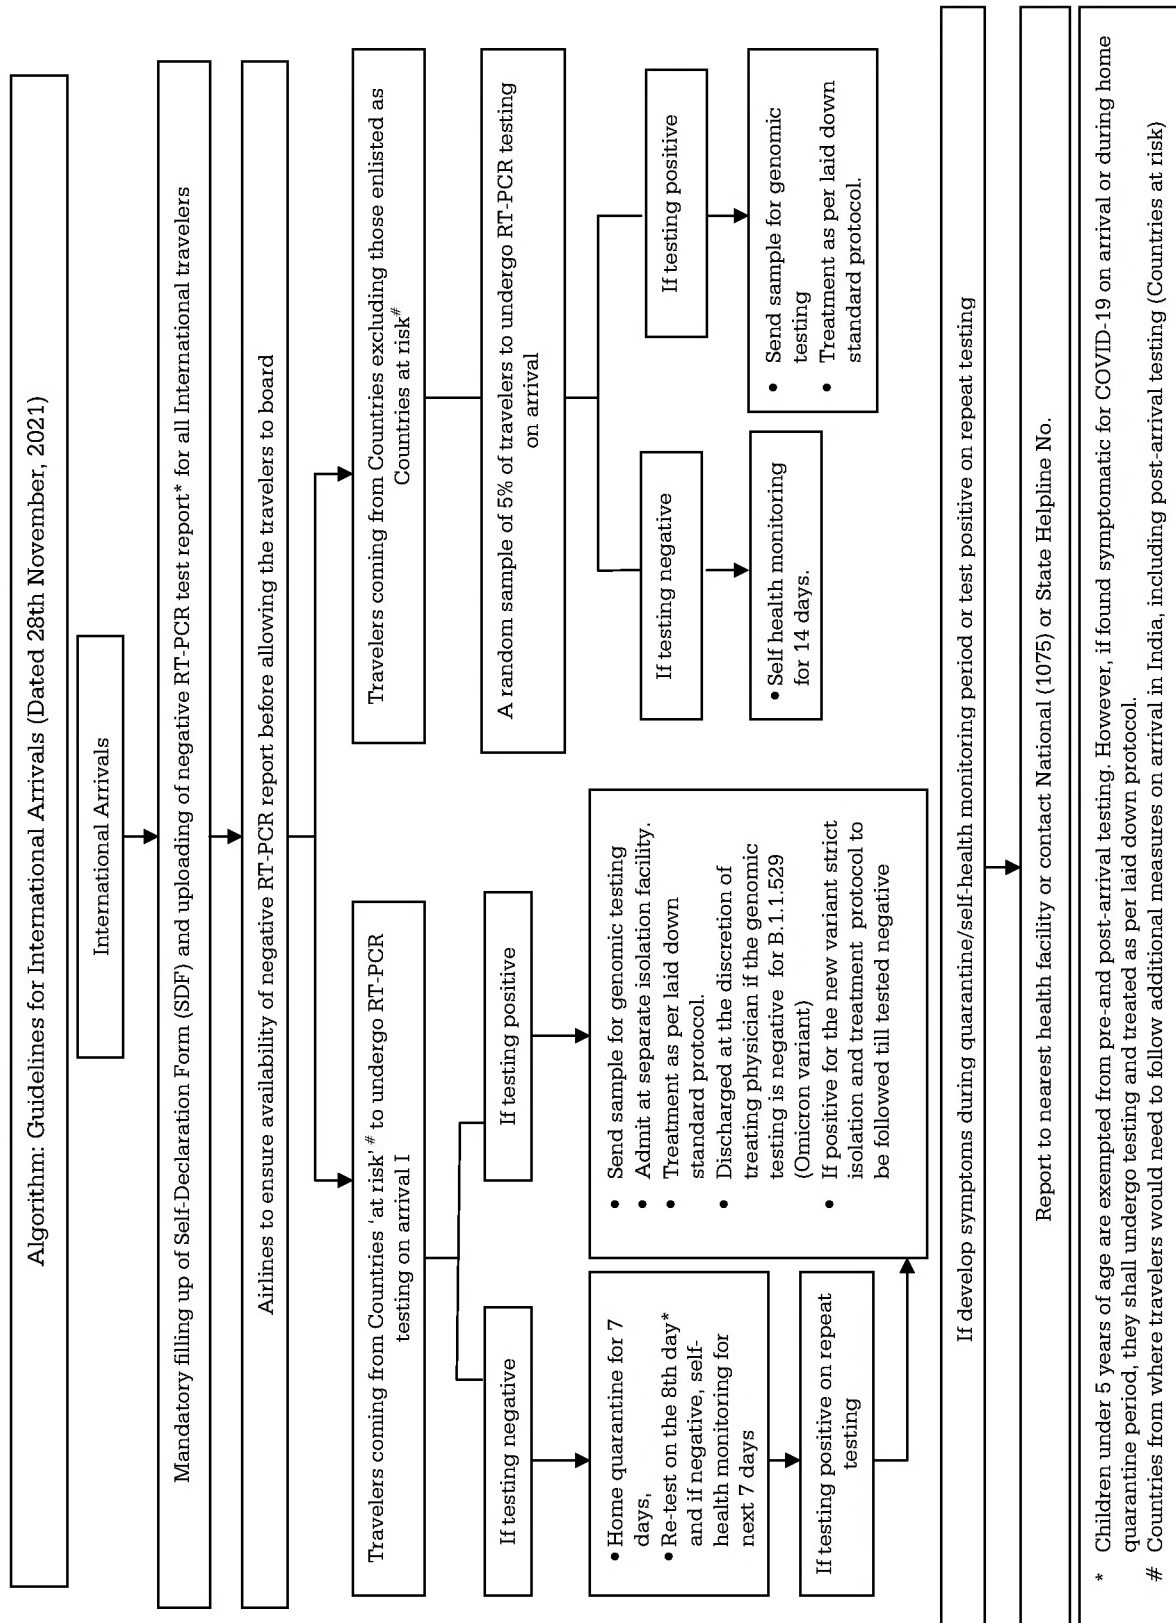 Algorithm: Guidelines for International Arrivals (Dated 28th November, 2021)
International Arrivals
Mandatory filling up of Self-Declaration Form (SDF) and uploading of negative RT-PCR test report* for all International travelers
Airlines to ensure availability of negative RT-PCR report before allowing the travelers to board
Travelers coming from Countries 'at risk' # to undergo RT-PCR
testing on arrival I
If testing negative
• Home quarantine for 7
days,
• Re-test on the 8th day*
and if negative, self-
health monitoring for
next 7 days
If testing positive on repeat
testing
If testing positive
• Send sample for genomic testing
• Admit at separate isolation facility.
• Treatment as per laid down
standard protocol.
• Discharged at the discretion of
treating physician if the genomic
testing is negative for B.1.1.529
(Omicron variant)
• If positive for the new variant strict
isolation and treatment protocol to
be followed till tested negative
Travelers coming from Countries excluding those enlisted as
Countries at risk#
A random sample of 5% of travelers to undergo RT-PCR testing
on arrival
If testing negative
• Self health monitoring
for 14 days.
If testing positive
• Send sample for genomic
testing
• Treatment as per laid down
standard protocol.
If develop symptoms during quarantine/self-health monitoring period or test positive on repeat testing
Report to nearest health facility or contact National (1075) or State Helpline No.
* Children under 5 years of age are exempted from pre-and post-arrival testing. However, if found symptomatic for COVID-19 on arrival or during home
quarantine period, they shall undergo testing and treated as per laid down protocol.
# Countries from where travelers would need to follow additional measures on arrival in India, including post-arrival testing (Countries at risk)